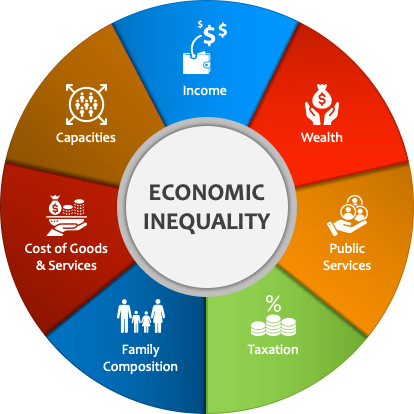 Income
Wealth
Public
Services
%
Taxation
Family
Composition
Cost of Goods
& Services
Capacities
ECONOMIC
INEQUALITY
$
$
$
$
$